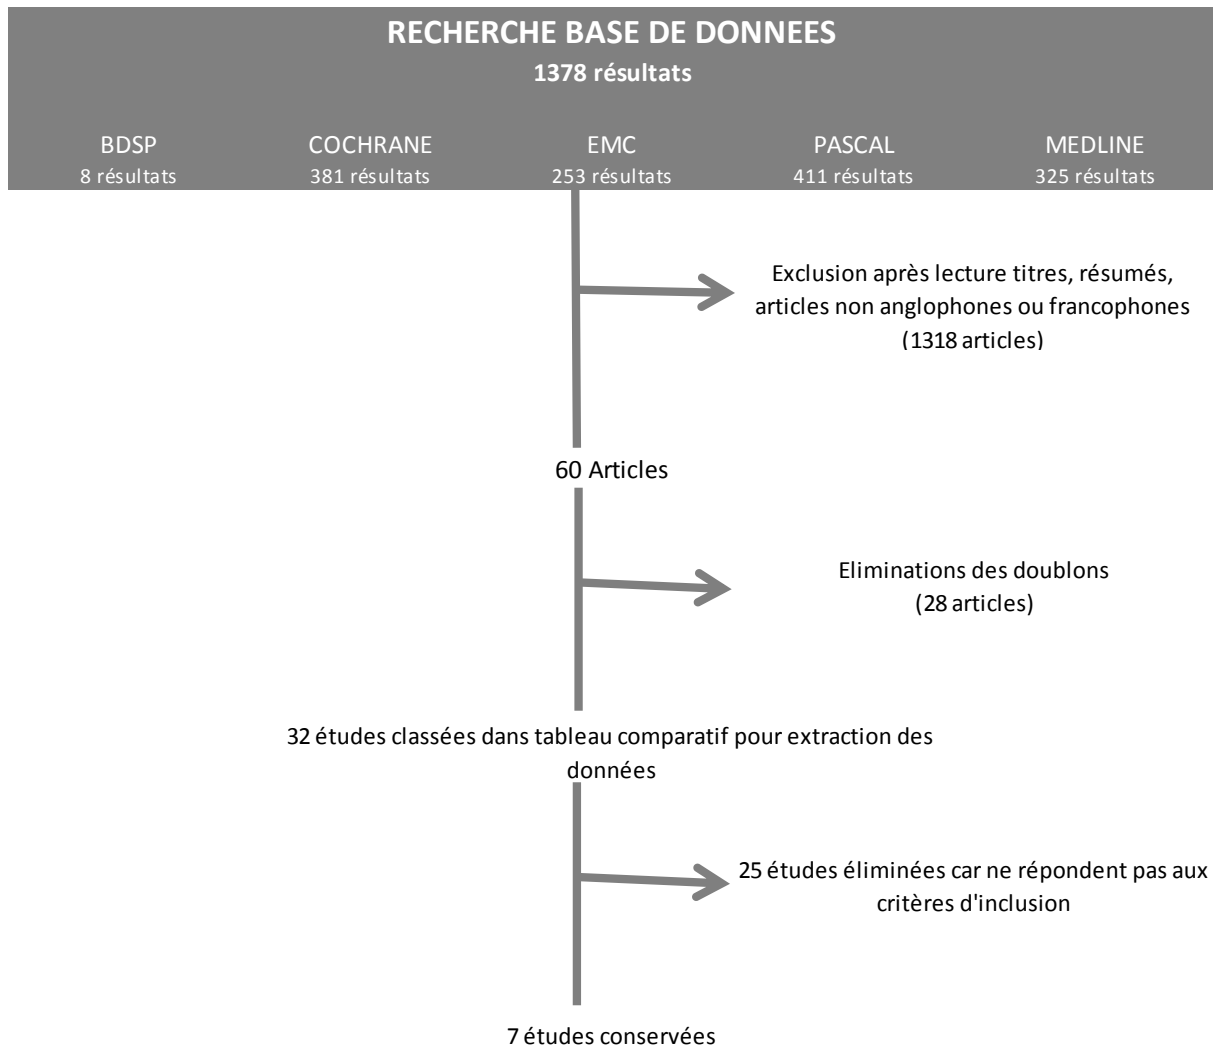 RECHERCHE BASE DE DONNEES
1378 résultats
BDSP COCHRANE EMC PASCAL MEDLINE
8 résultats 381 résultats 253 résultats 411 résultats 325 résultats
Exclusion après lecture titres, résumés,
articles non anglophones ou francophones
(1318 articles)
60 Articles
Eliminations des doublons
(28 articles)
32 études classées dans tableau comparatif pour extraction des
données
25 études éliminées car ne répondent pas aux
critères d'inclusion
7 études conservées